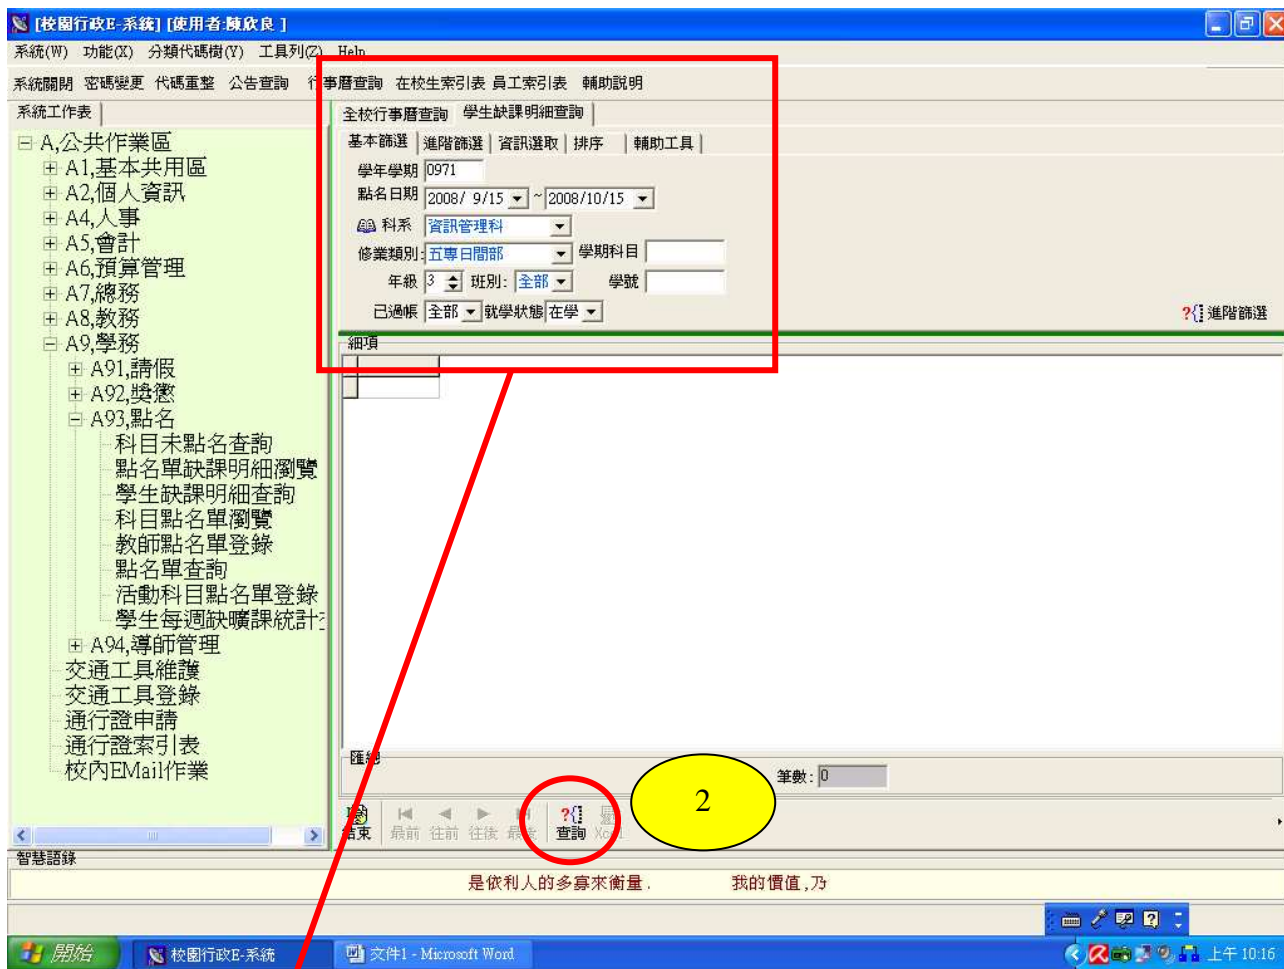 [校園行政E-系統] [使用者:陳欣良 ]
系統(W) 功能(X) 分類代碼樹(Y) 工具列(Z) Help
系統關閉 密碼變更 代碼重整 公告查詢 行事曆查詢 在校生索引表 員工索引表 輔助說明
系統工作表
全校行事曆查詢 學生缺課明細查詢
基本篩選 進階篩選 資訊選取 排序 輔助工具
學年學期 0971
點名日期 2008/ 9/15 ~ 2008/10/15
科系 資訊管理科
修業類別: 五專日間部 學期科目
年級 3 班別: 全部 學號
已過帳 全部 就學狀態 在學
?{ 進階篩選
細項
A,公共作業區
A1,基本共用區
A2,個人資訊
A4,人事
A5,會計
A6,預算管理
A7,總務
A8,教務
A9,學務
A91,請假
A92,獎懲
A93,點名
科目未點名查詢
點名單缺課明細瀏覽
學生缺課明細查詢
科目點名單瀏覽
教師點名單登錄
點名單查詢
活動科目點名單登錄
學生每週缺曠課統計
A94,導師管理
交通工具維護
交通工具登錄
通行證申請
通行證索引表
校內EMail作業
匯總
筆數: 0
2
結束 最前 往前 往後 最後 查詢
智慧語錄
是依利人的多寡來衡量. 我的價值,乃
開始 校園行政E-系統 文件1 - Microsoft Word 上午 10:16